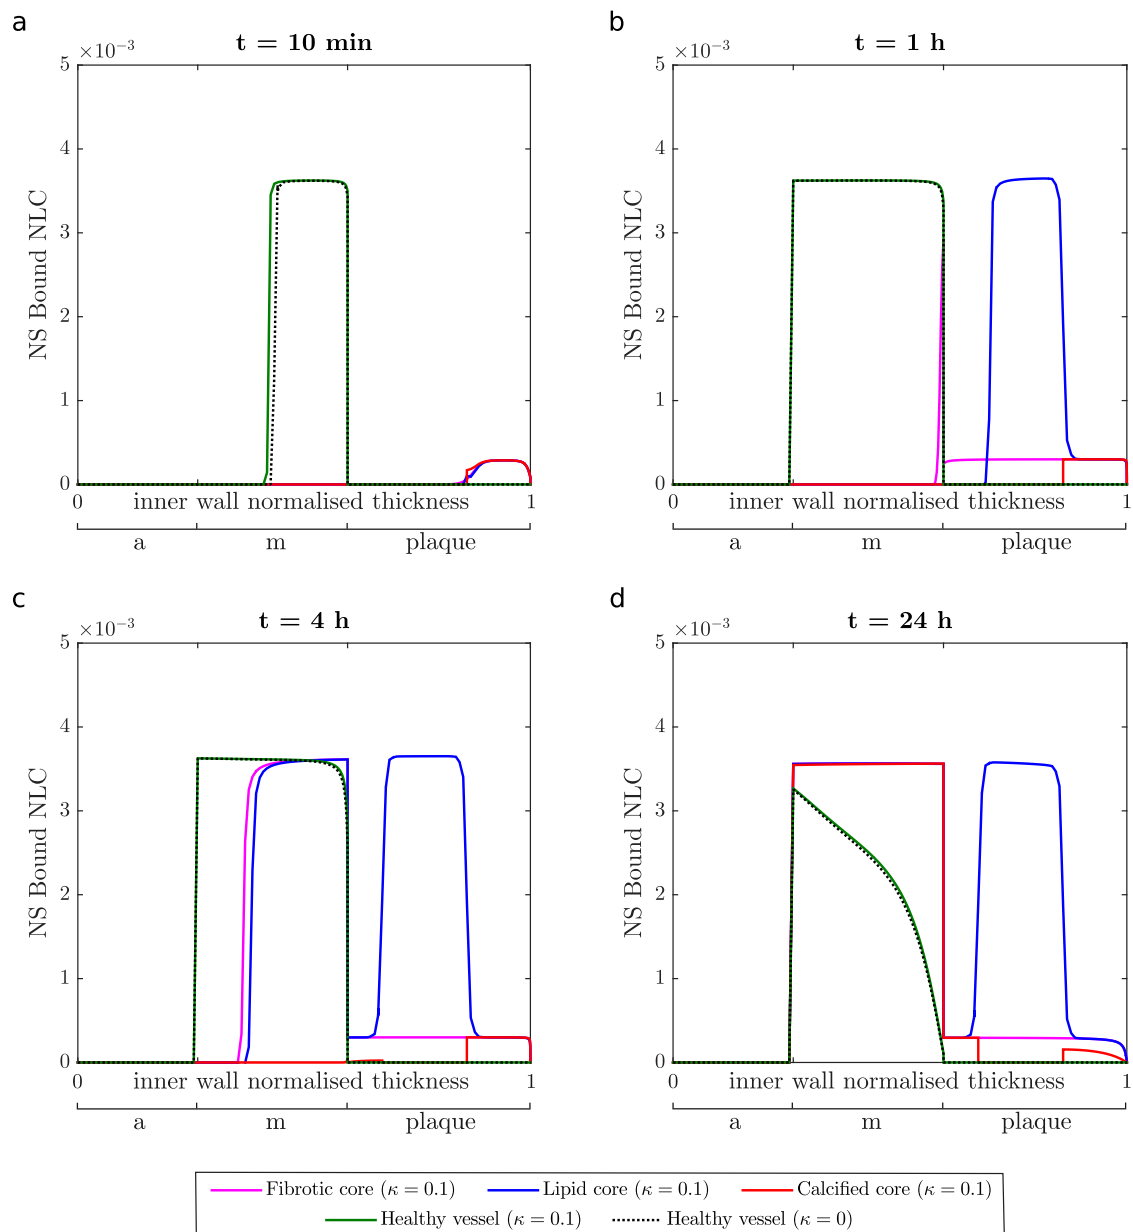 a
t = 10 min
×10⁻³
5
4
3
2
1
0
NS Bound NLC
0 inner wall normalised thickness 1
a m plaque
b
t = 1 h
×10⁻³
5
4
3
2
1
0
NS Bound NLC
0 inner wall normalised thickness 1
a m plaque
c
t = 4 h
×10⁻³
5
4
3
2
1
0
NS Bound NLC
0 inner wall normalised thickness 1
a m plaque
d
t = 24 h
×10⁻³
5
4
3
2
1
0
NS Bound NLC
0 inner wall normalised thickness 1
a m plaque
Fibrotic core (κ = 0.1) Lipid core (κ = 0.1) Calcified core (κ = 0.1)
Healthy vessel (κ = 0.1) Healthy vessel (κ = 0)